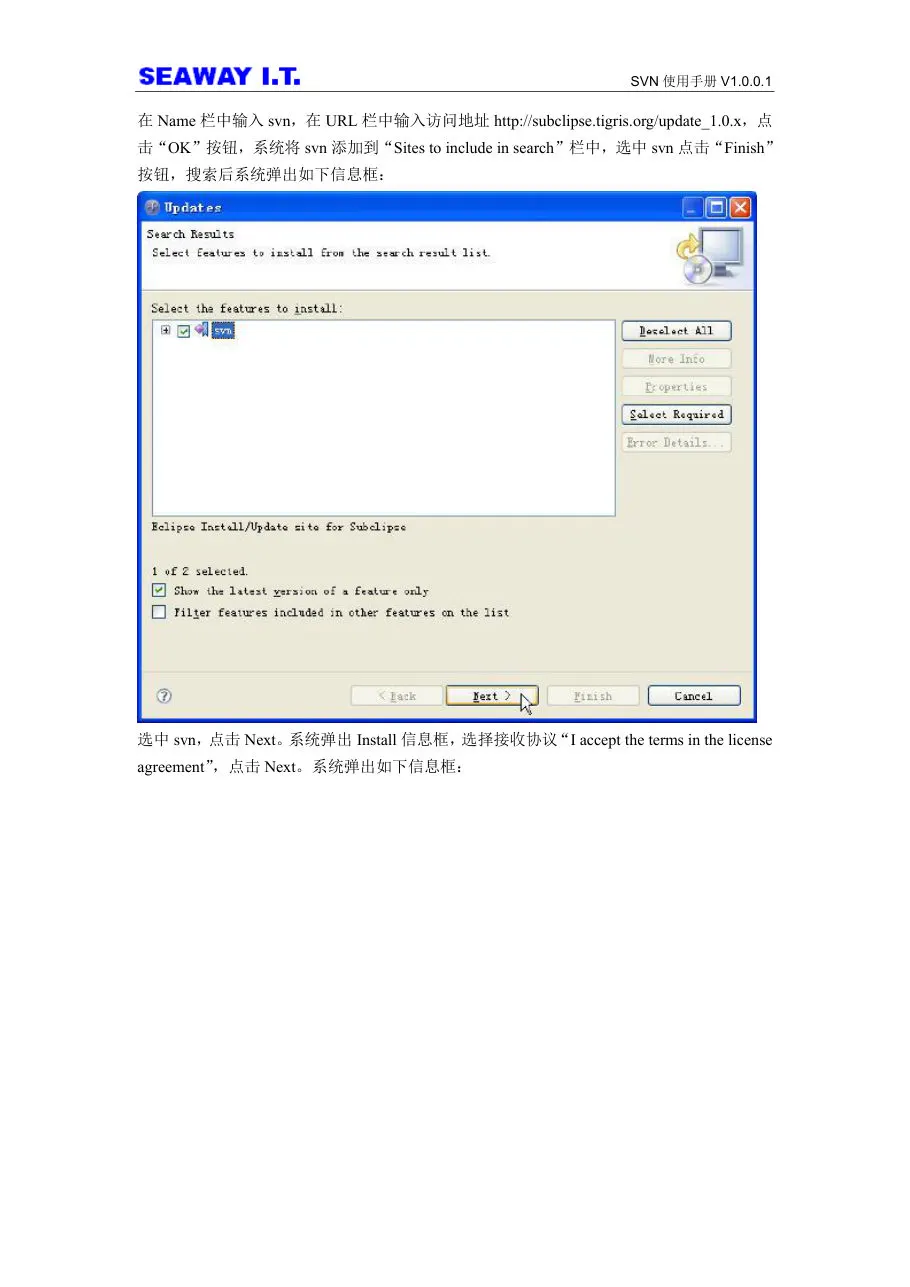 SEAWAY I.T.
SVN 使用手册 V1.0.0.1
在 Name 栏中输入 svn，在 URL 栏中输入访问地址 http://subclipse.tigris.org/update_1.0.x，点
击“OK”按钮，系统将 svn 添加到“Sites to include in search”栏中，选中 svn 点击“Finish”
按钮，搜索后系统弹出如下信息框：
Updates
Search Results
Select features to install from the search result list.
Select the features to install:
svn
Deselect All
More Info
Properties
Select Required
Error Details...
Eclipse Install/Update site for Subclipse
1 of 2 selected.
Show the latest version of a feature only
Filter features included in other features on the list
< Back
Next >
Finish
Cancel
选中 svn，点击 Next。系统弹出 Install 信息框，选择接收协议“I accept the terms in the license
agreement”，点击 Next。系统弹出如下信息框：